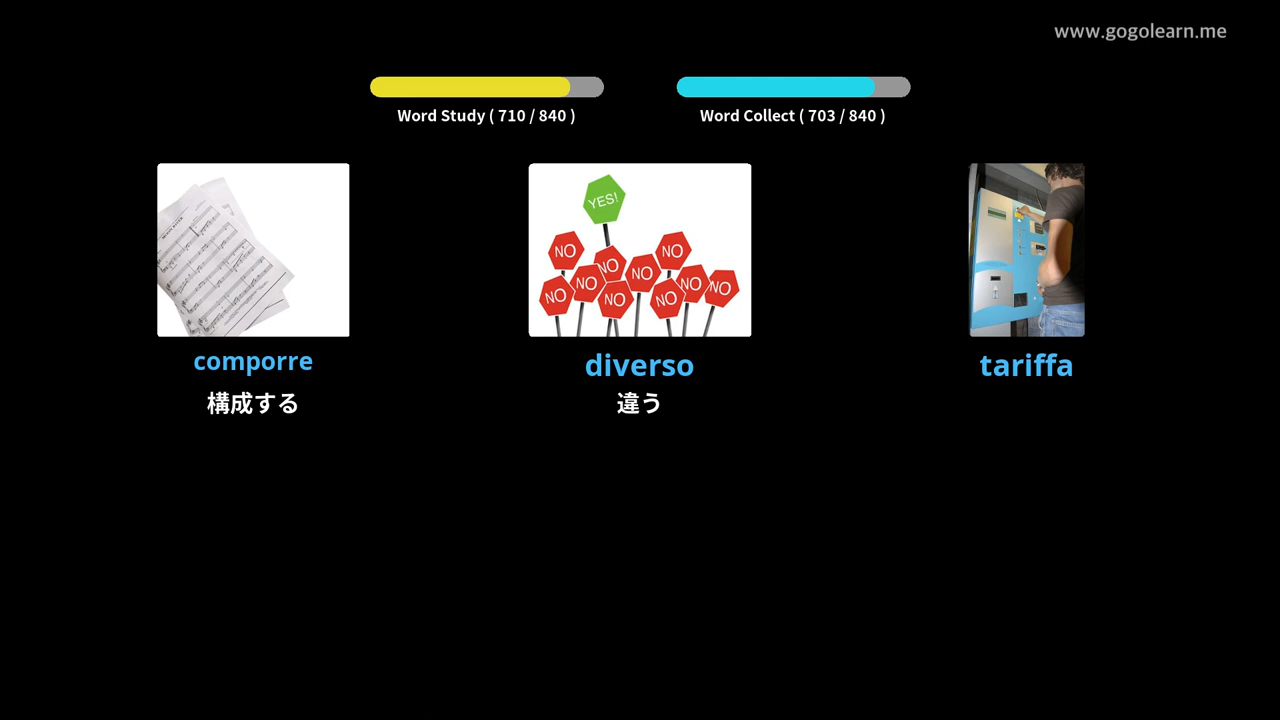 www.gogolearn.me
Word Study ( 710 / 840 )
Word Collect ( 703 / 840 )
YES!
NO
NO
NO
NO
NO
NO
NO
NO
NO
NO
comporre
構成する
diverso
違う
tariffa